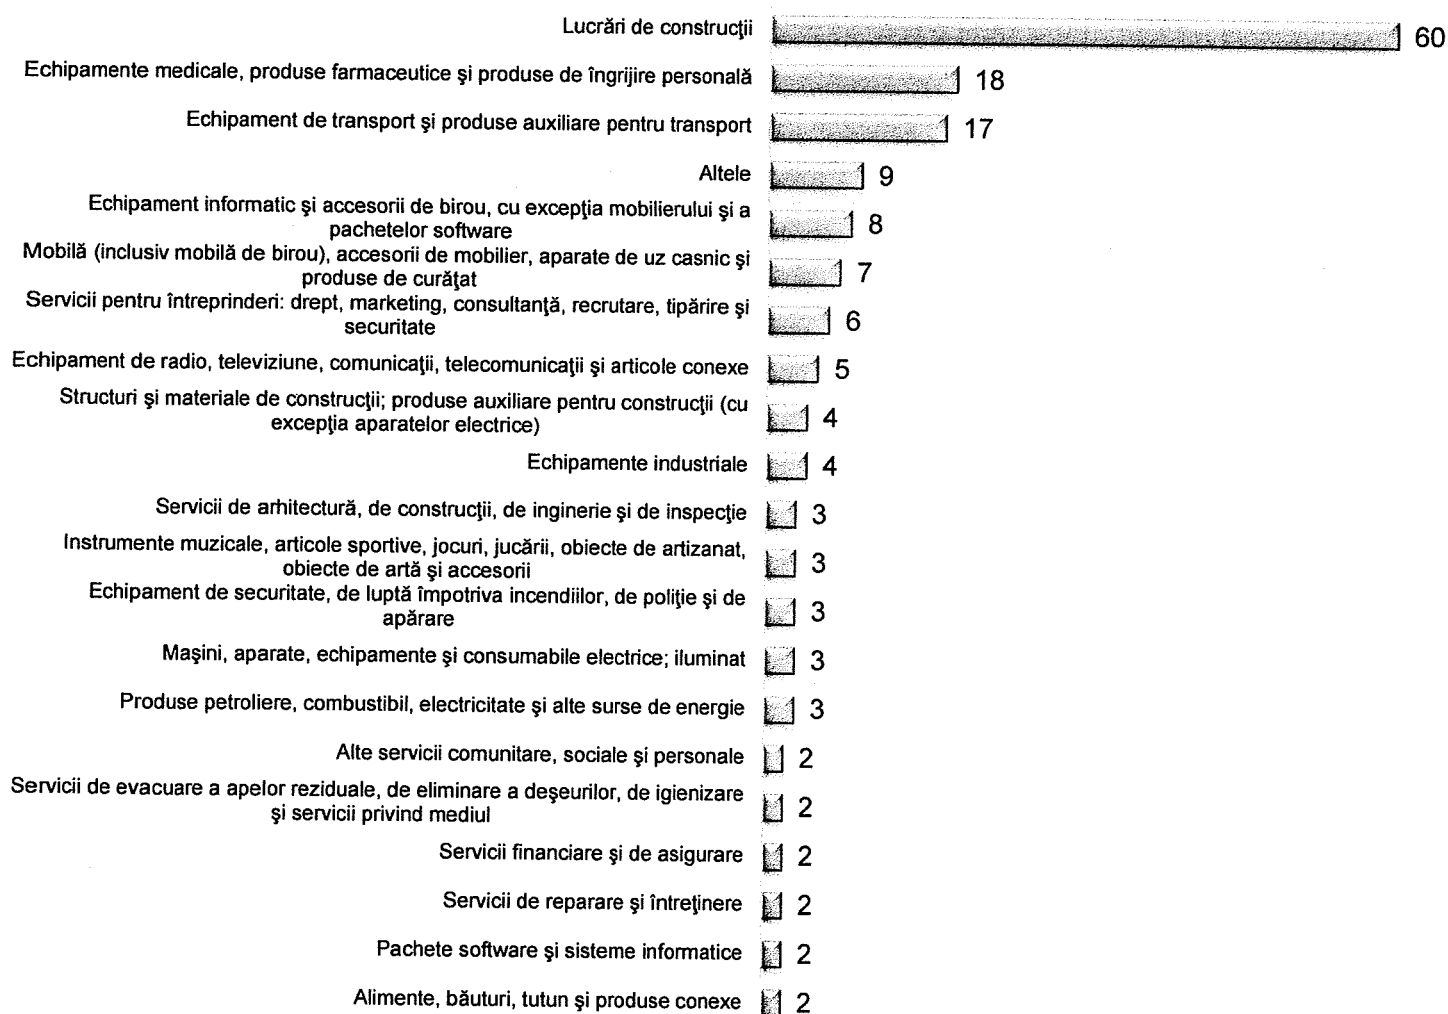 Lucrări de construcţii 60
Echipamente medicale, produse farmaceutice şi produse de îngrijire personală 18
Echipament de transport şi produse auxiliare pentru transport 17
Altele 9
Echipament informatic şi accesorii de birou, cu excepţia mobilierului şi a
pachetelor software 8
Mobilă (inclusiv mobilă de birou), accesorii de mobilier, aparate de uz casnic şi
produse de curăţat 7
Servicii pentru întreprinderi: drept, marketing, consultanţă, recrutare, tipărire şi
securitate 6
Echipament de radio, televiziune, comunicaţii, telecomunicaţii şi articole conexe 5
Structuri şi materiale de construcţii; produse auxiliare pentru construcţii (cu
excepţia aparatelor electrice) 4
Echipamente industriale 4
Servicii de arhitectură, de construcţii, de inginerie şi de inspecţie 3
Instrumente muzicale, articole sportive, jocuri, jucării, obiecte de artizanat,
obiecte de artă şi accesorii 3
Echipament de securitate, de luptă împotriva incendiilor, de poliţie şi de
apărare 3
Maşini, aparate, echipamente şi consumabile electrice; iluminat 3
Produse petroliere, combustibil, electricitate şi alte surse de energie 3
Alte servicii comunitare, sociale şi personale 2
Servicii de evacuare a apelor reziduale, de eliminare a deşeurilor, de igienizare
şi servicii privind mediul 2
Servicii financiare şi de asigurare 2
Servicii de reparare şi întreţinere 2
Pachete software şi sisteme informatice 2
Alimente, băuturi, tutun şi produse conexe 2